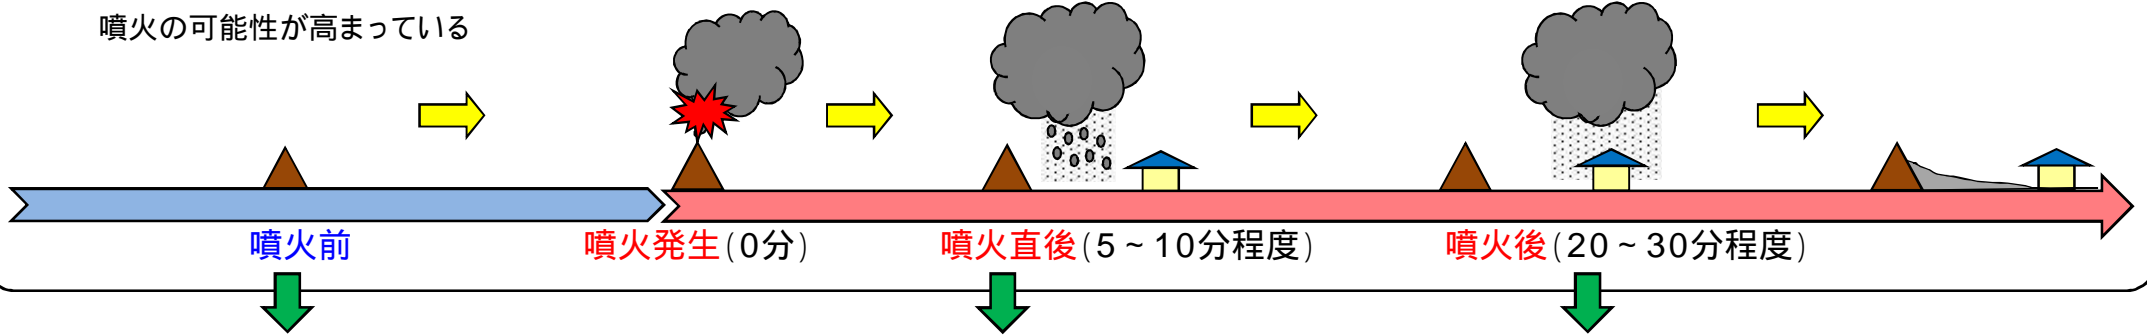 噴火の可能性が高まっている
噴火前
噴火発生(0分)
噴火直後(5~10分程度)
噴火後(20~30分程度)